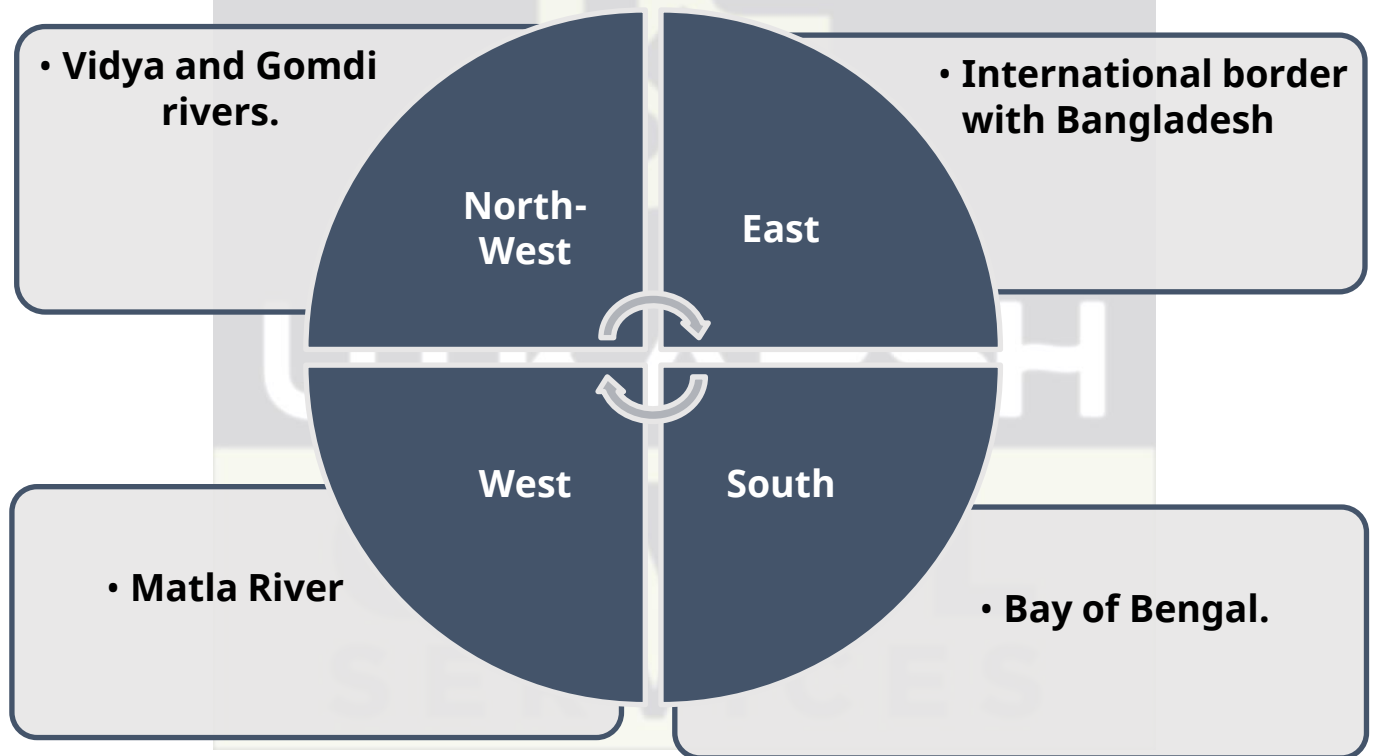 • Vidya and Gomdi
rivers.
• International border
with Bangladesh
North-
West
East
West
South
• Matla River
• Bay of Bengal.